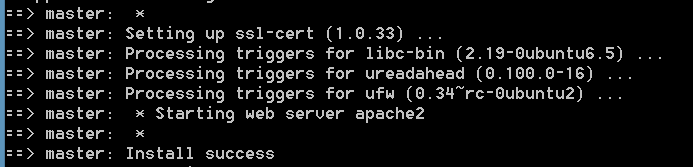 ==> master:  *
==> master: Setting up ssl-cert (1.0.33) ...
==> master: Processing triggers for libc-bin (2.19-0ubuntu6.5) ...
==> master: Processing triggers for ureadahead (0.100.0-16) ...
==> master: Processing triggers for ufw (0.34~rc-0ubuntu2) ...
==> master:  * Starting web server apache2
==> master:  *
==> master: Install success